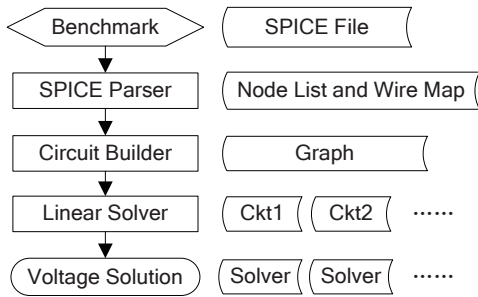 Benchmark SPICE File
SPICE Parser Node List and Wire Map
Circuit Builder Graph
Linear Solver Ckt1 Ckt2 ......
Voltage Solution Solver Solver ......